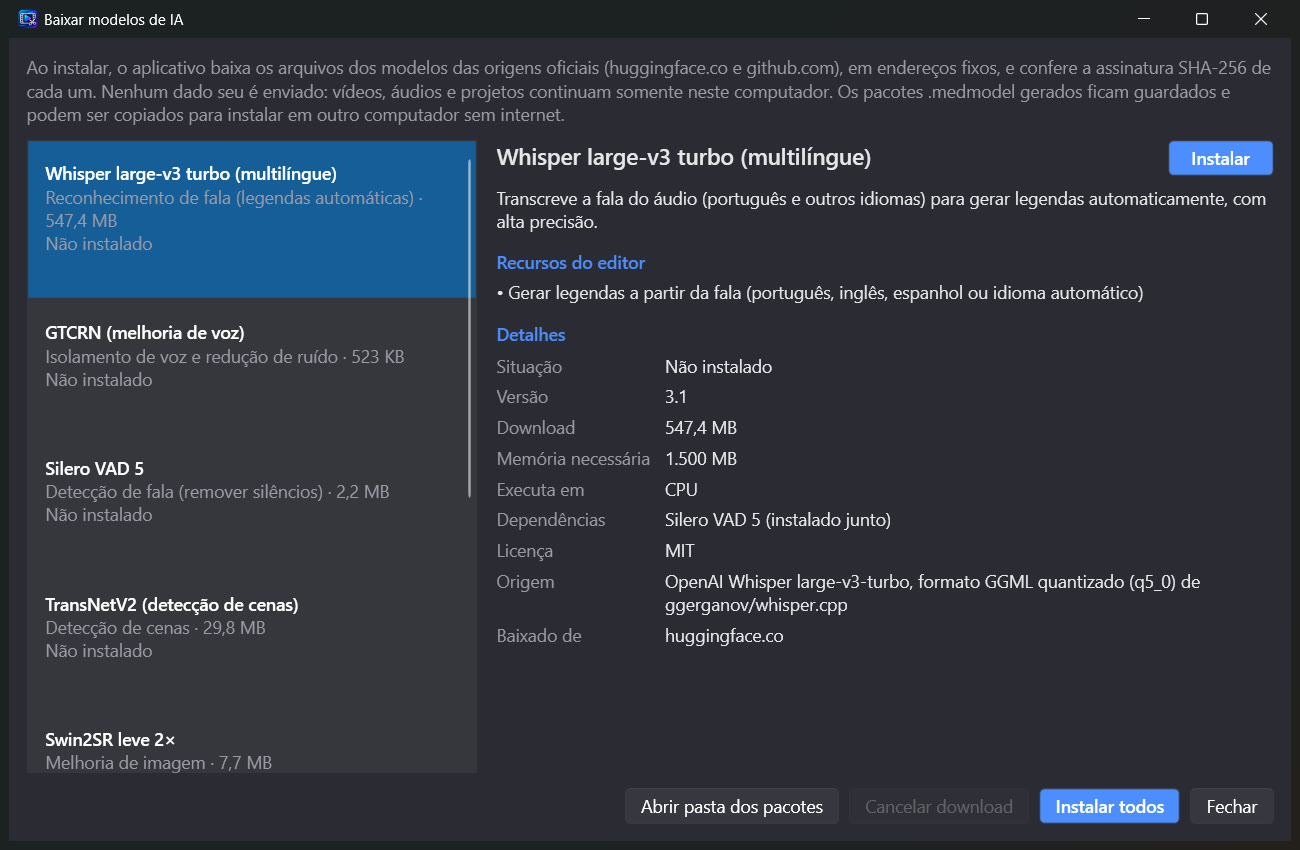 Baixar modelos de IA
Ao instalar, o aplicativo baixa os arquivos dos modelos das origens oficiais (huggingface.co e github.com), em endereços fixos, e confere a assinatura SHA-256 de
cada um. Nenhum dado seu é enviado: vídeos, áudios e projetos continuam somente neste computador. Os pacotes .medmodel gerados ficam guardados e
podem ser copiados para instalar em outro computador sem internet.
Whisper large-v3 turbo (multilíngue)
Reconhecimento de fala (legendas automáticas) ·
547,4 MB
Não instalado
GTCRN (melhoria de voz)
Isolamento de voz e redução de ruído · 523 KB
Não instalado
Silero VAD 5
Detecção de fala (remover silêncios) · 2,2 MB
Não instalado
TransNetV2 (detecção de cenas)
Detecção de cenas · 29,8 MB
Não instalado
Swin2SR leve 2×
Melhoria de imagem · 7,7 MB
Whisper large-v3 turbo (multilíngue)
Instalar
Transcreve a fala do áudio (português e outros idiomas) para gerar legendas automaticamente, com
alta precisão.
Recursos do editor
• Gerar legendas a partir da fala (português, inglês, espanhol ou idioma automático)
Detalhes
Situação Não instalado
Versão 3.1
Download 547,4 MB
Memória necessária 1.500 MB
Executa em CPU
Dependências Silero VAD 5 (instalado junto)
Licença MIT
Origem OpenAI Whisper large-v3-turbo, formato GGML quantizado (q5_0) de
ggerganov/whisper.cpp
Baixado de huggingface.co
Abrir pasta dos pacotes Cancelar download Instalar todos Fechar